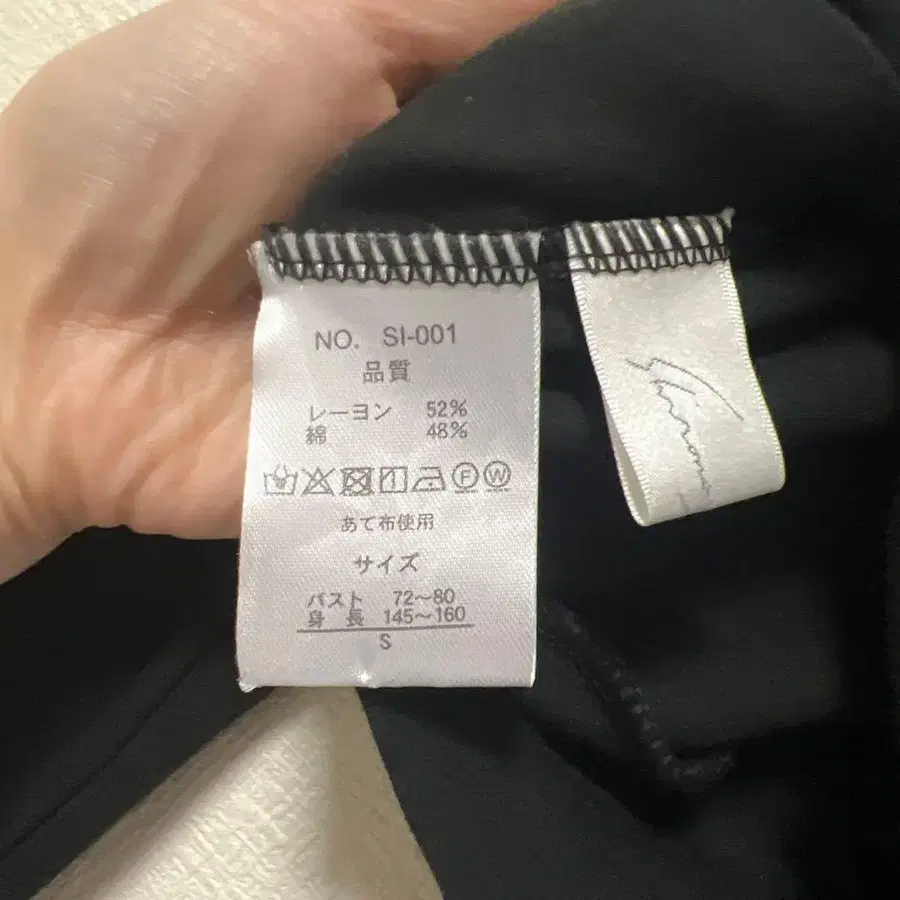 NO. SI-001
品質
レーヨン 52%
綿 48%
F W
あて布使用
サイズ
バスト 72〜80
身長 145〜160
S